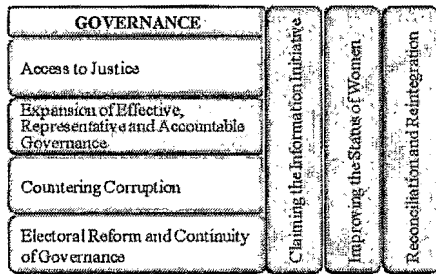 GOVERNANCE
Access to Justice
Expansion of Effective,
Representative and Accountable
Governance
Countering Corruption
Electoral Reform and Continuity
of Governance
Claiming the Information Initiative
Improving the Status of Women
Reconciliation and Reintegration